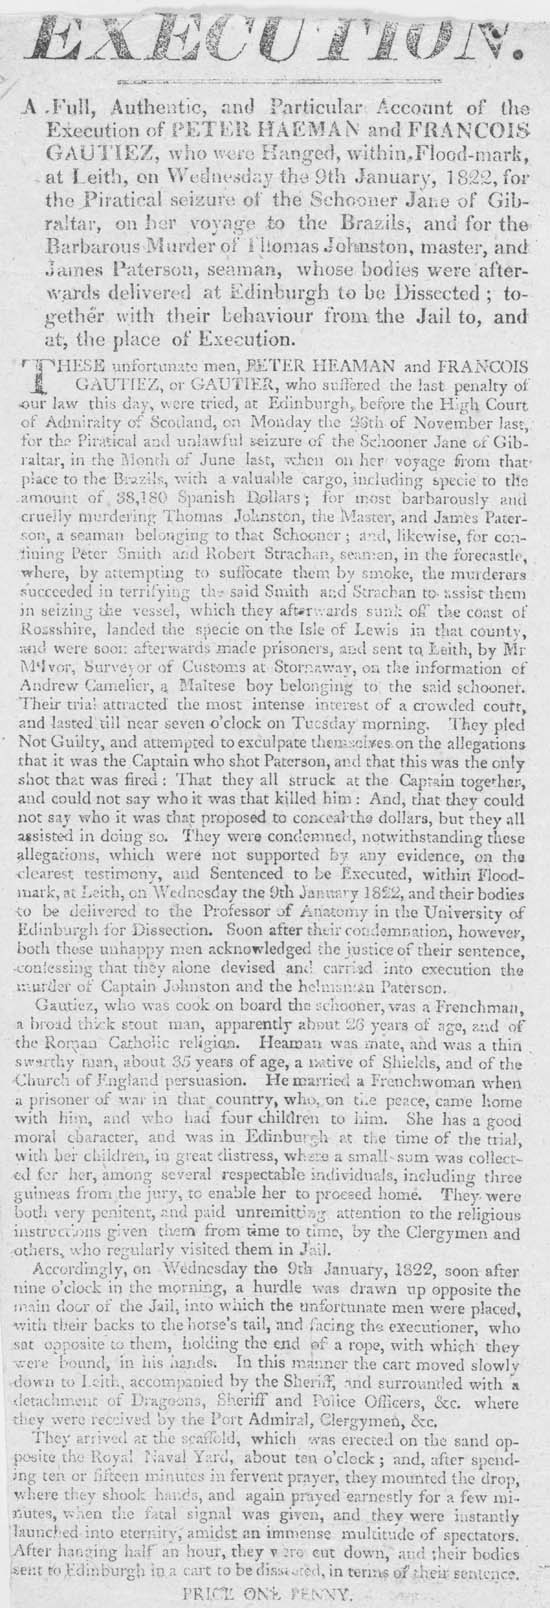 EXECUTION.
A Full, Authentic, and Particular Account of the
Execution of PETER HAEMAN and FRANCOIS
GAUTIEZ, who were Hanged, within Flood-mark,
at Leith, on Wednesday the 9th January, 1822, for
the Piratical seizure of the Schooner Jane of Gib-
raltar, on her voyage to the Brazils, and for the
Barbarous Murder of Thomas Johnston, master, and
James Paterson, seaman, whose bodies were after-
wards delivered at Edinburgh to be Dissected ; to-
gether with their behaviour from the Jail to, and
at, the place of Execution.
THESE unfortunate men, PETER HEAMAN and FRANCOIS
GAUTIEZ, or GAUTIER, who suffered the last penalty of
our law this day, were tried, at Edinburgh, before the High Court
of Admiralty of Scotland, on Monday the 26th of November last,
for the Piratical and unlawful seizure of the Schooner Jane of Gib-
raltar, in the Month of June last, when on her voyage from that
place to the Brazils, with a valuable cargo, including specie to the
amount of 38,180 Spanish Dollars ; for most barbarously and
cruelly murdering Thomas Johnston, the Master, and James Pater-
son, a seaman belonging to that Schooner ; and, likewise, for con-
fining Peter Smith and Robert Strachan, seamen, in the forecastle,
where, by attempting to suffocate them by smoke, the murderers
succeeded in terrifying the said Smith and Strachan to assist them
in seizing the vessel, which they afterwards sunk off the coast of
Rossshire, landed the specie on the Isle of Lewis in that county,
and were soon afterwards made prisoners, and sent to Leith, by Mr
M'Ivor, Surveyor of Customs at Stornaway, on the information of
Andrew Camelier, a Maltese boy belonging to the said schooner.
Their trial attracted the most intense interest of a crowded court,
and lasted till near seven o'clock on Tuesday morning. They pled
Not Guilty, and attempted to exculpate themselves on the allegations
that it was the Captain who shot Paterson, and that this was the only
shot that was fired : That they all struck at the Captain together,
and could not say who it was that killed him : And, that they could
not say who it was that proposed to conceal the dollars, but they all
assisted in doing so. They were condemned, notwithstanding these
allegations, which were not supported by any evidence, on the
clearest testimony, and Sentenced to be Executed, within Flood-
mark, at Leith, on Wednesday the 9th January 1822, and their bodies
to be delivered to the Professor of Anatomy in the University of
Edinburgh for Dissection. Soon after their condemnation, however,
both these unhappy men acknowledged the justice of their sentence,
confessing that they alone devised and carried into execution the
murder of Captain Johnston and the helmsman Paterson.
Gautiez, who was cook on board the schooner, was a Frenchman,
a broad thick stout man, apparently about 26 years of age, and of
the Roman Catholic religion. Heaman was mate, and was a thin
swarthy man, about 35 years of age, a native of Shields, and of the
Church of England persuasion. He married a Frenchwoman when
a prisoner of war in that country, who, on the peace, came home
with him, and who had four children to him. She has a good
moral character, and was in Edinburgh at the time of the trial,
with her children, in great distress, where a small sum was collect-
ed for her, among several respectable individuals, including three
guineas from the jury, to enable her to proceed home. They were
both very penitent, and paid unremitting attention to the religious
instructions given them from time to time, by the Clergymen and
others, who regularly visited them in Jail.
Accordingly, on Wednesday the 9th January, 1822, soon after
nine o'clock in the morning, a hurdle was drawn up opposite the
main door of the Jail, into which the unfortunate men were placed,
with their backs to the horse's tail, and facing the executioner, who
sat opposite to them, holding the end of a rope, with which they
were bound, in his hands. In this manner the cart moved slowly
down to Leith, accompanied by the Sheriff, and surrounded with a
detachment of Dragoons, Sheriff and Police Officers, &c. where
they were received by the Port Admiral, Clergymen, &c.
They arrived at the scaffold, which was erected on the sand op-
posite the Royal Naval Yard, about ten o'clock ; and, after spend-
ing ten or fifteen minutes in fervent prayer, they mounted the drop,
where they shook hands, and again prayed earnestly for a few mi-
nutes, when the fatal signal was given, and they were instantly
launched into eternity, amidst an immense multitude of spectators.
After hanging half an hour, they were cut down, and their bodies
sent to Edinburgh in a cart to be dissected, in terms of their sentence.
PRICE ONE PENNY.